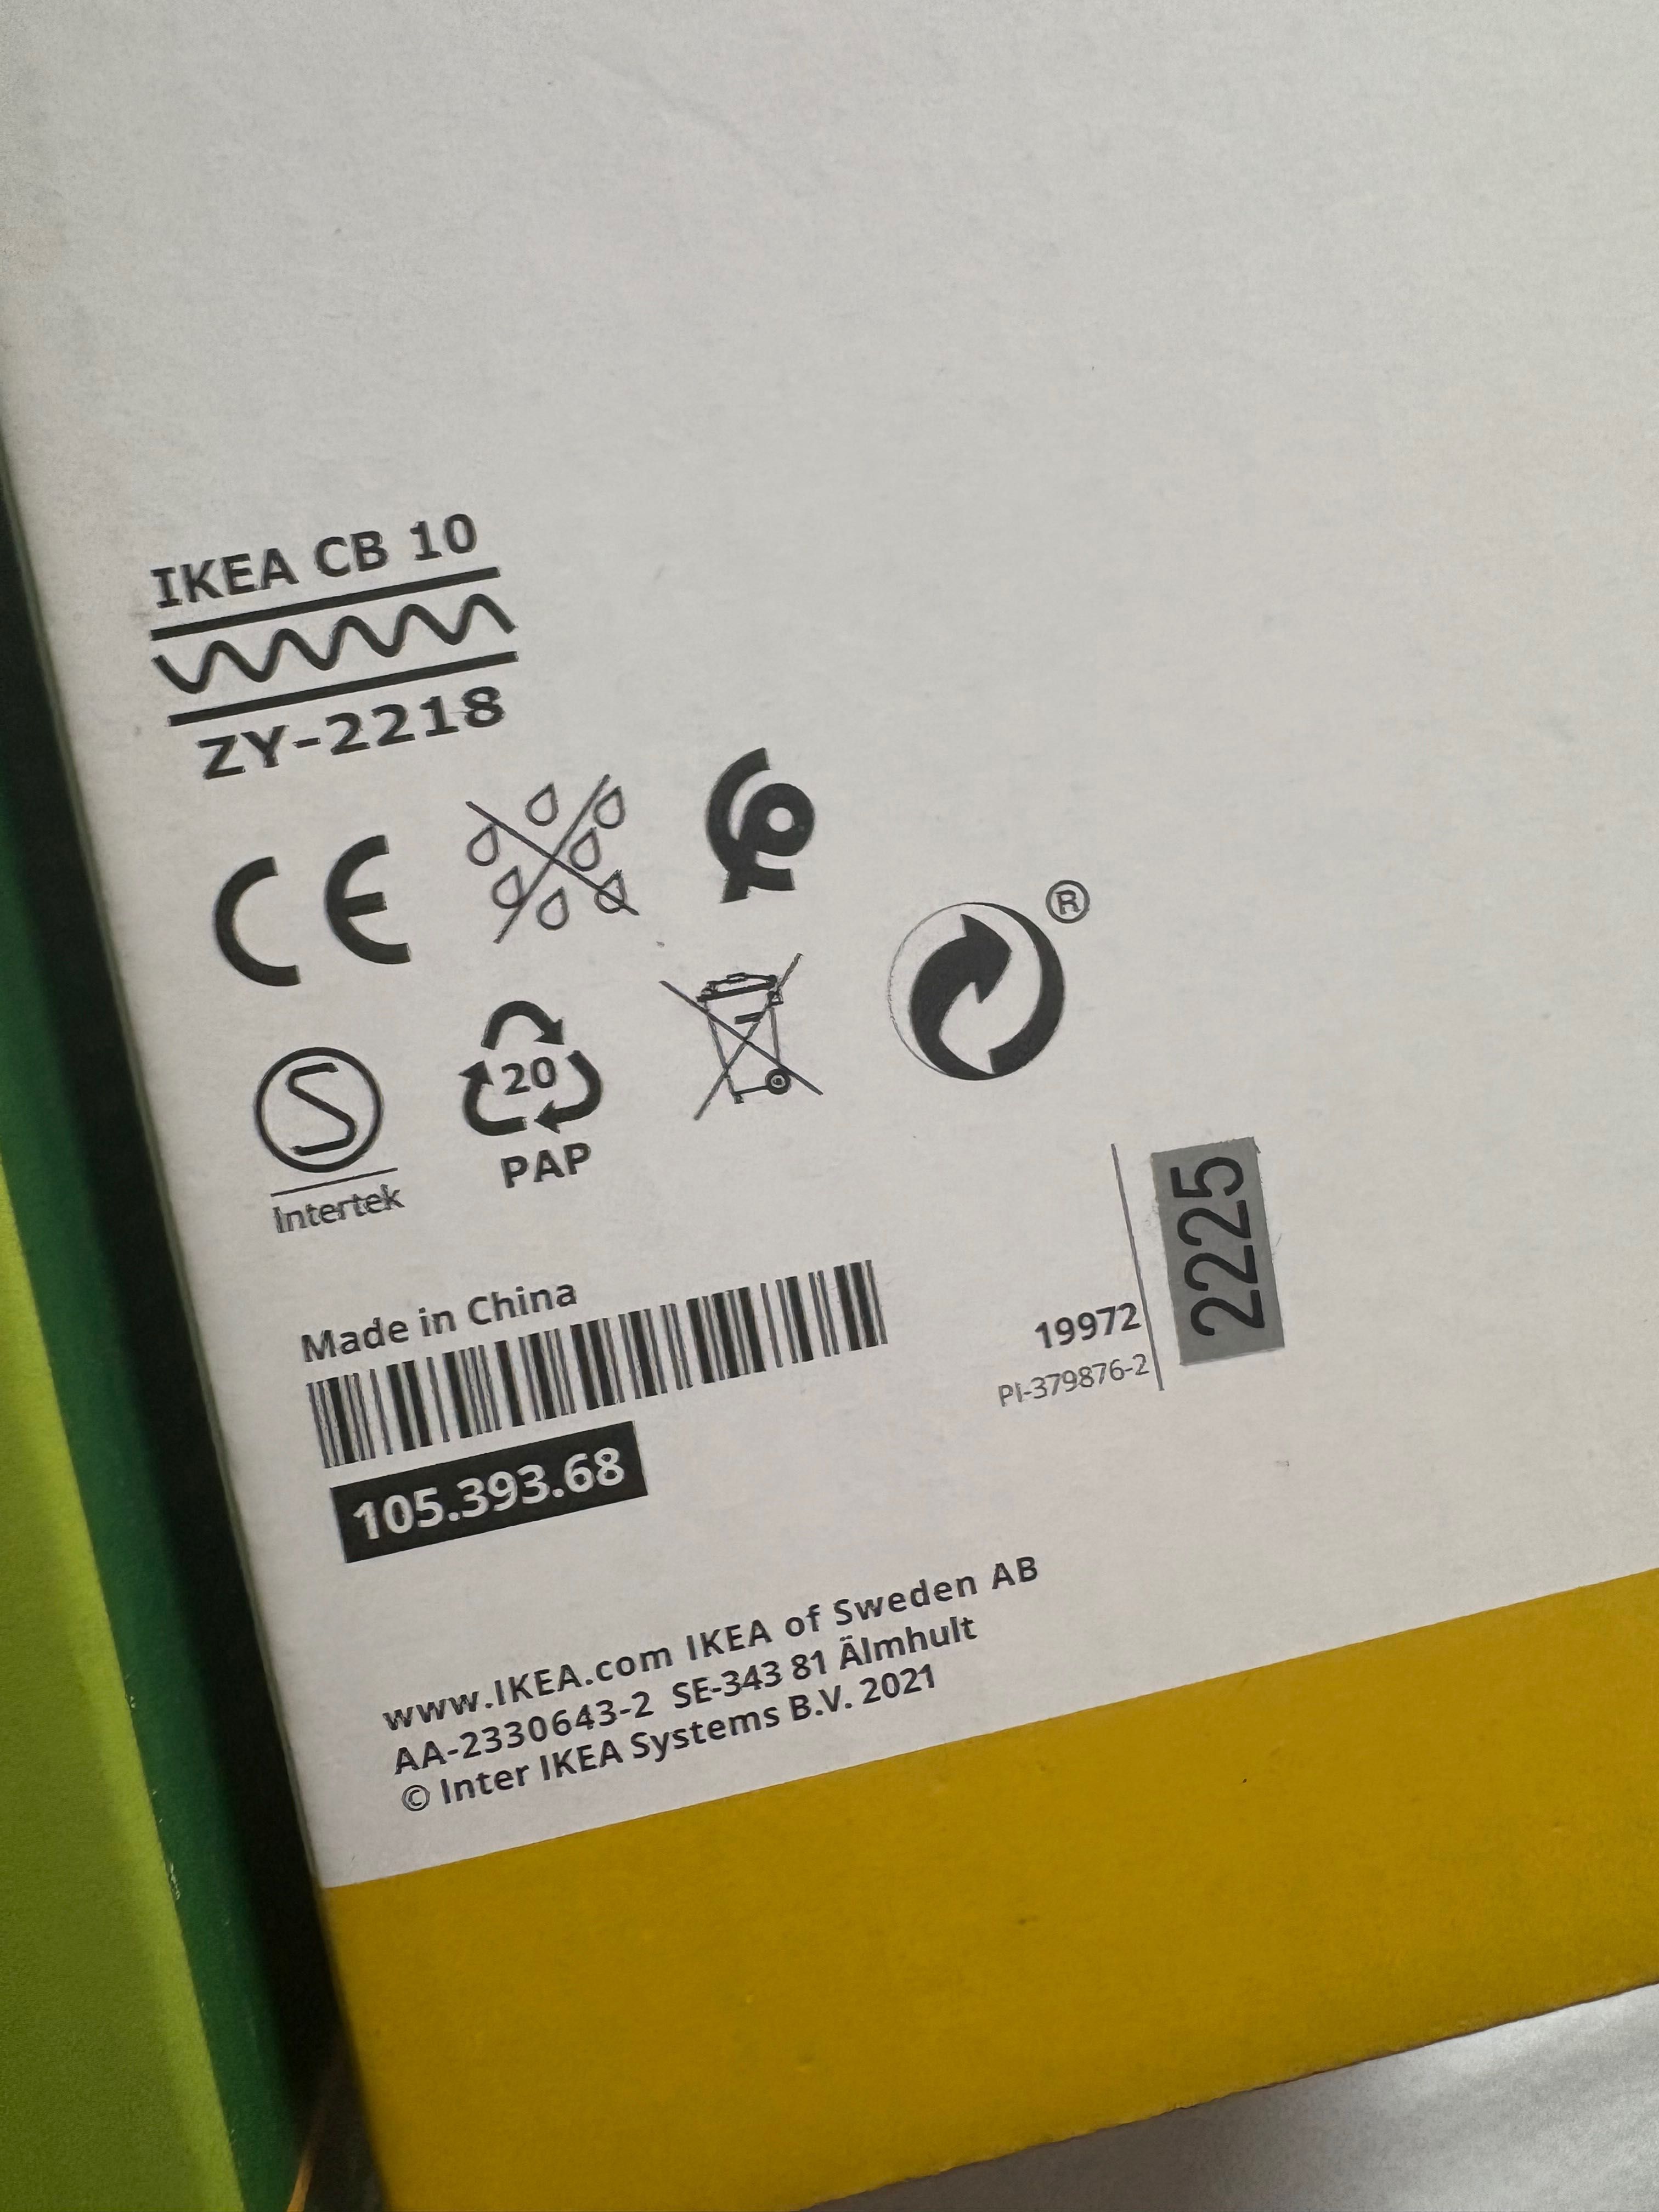 IKEA CB 10
ZY-2218
CE
S
Intertek
20
PAP
®
Made in China
105.393.68
19972
PI-379876-2
2225
www.IKEA.com IKEA of Sweden AB
AA-2330643-2 SE-343 81 Älmhult
© Inter IKEA Systems B.V. 2021